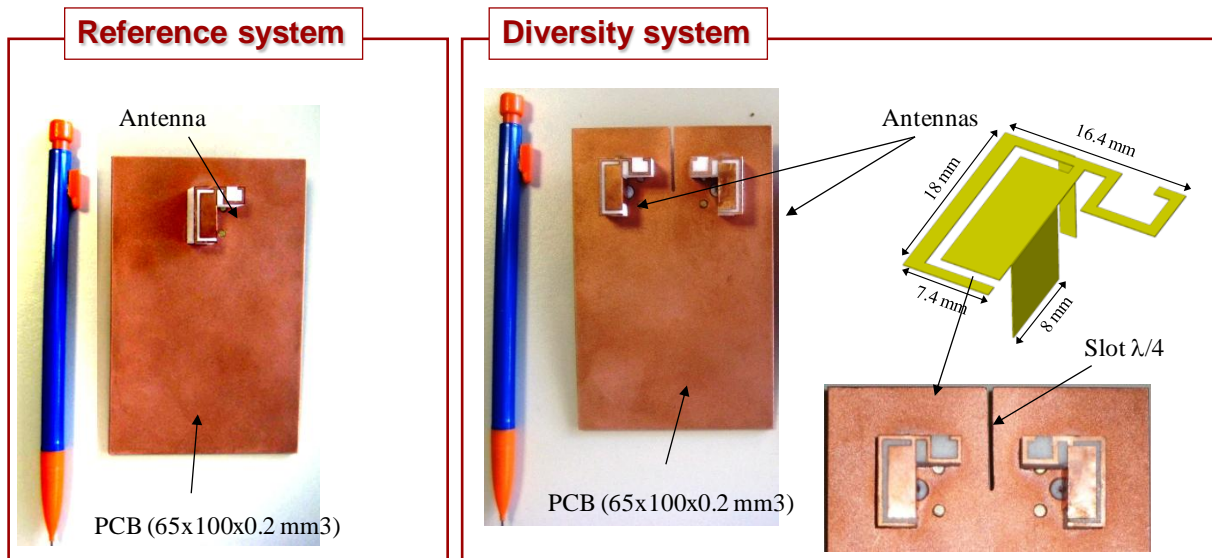 Reference system
Diversity system
Antenna
PCB (65x100x0.2 mm3)
Antennas
PCB (65x100x0.2 mm3)
16.4 mm
18 mm
7.4 mm
8 mm
Slot λ/4